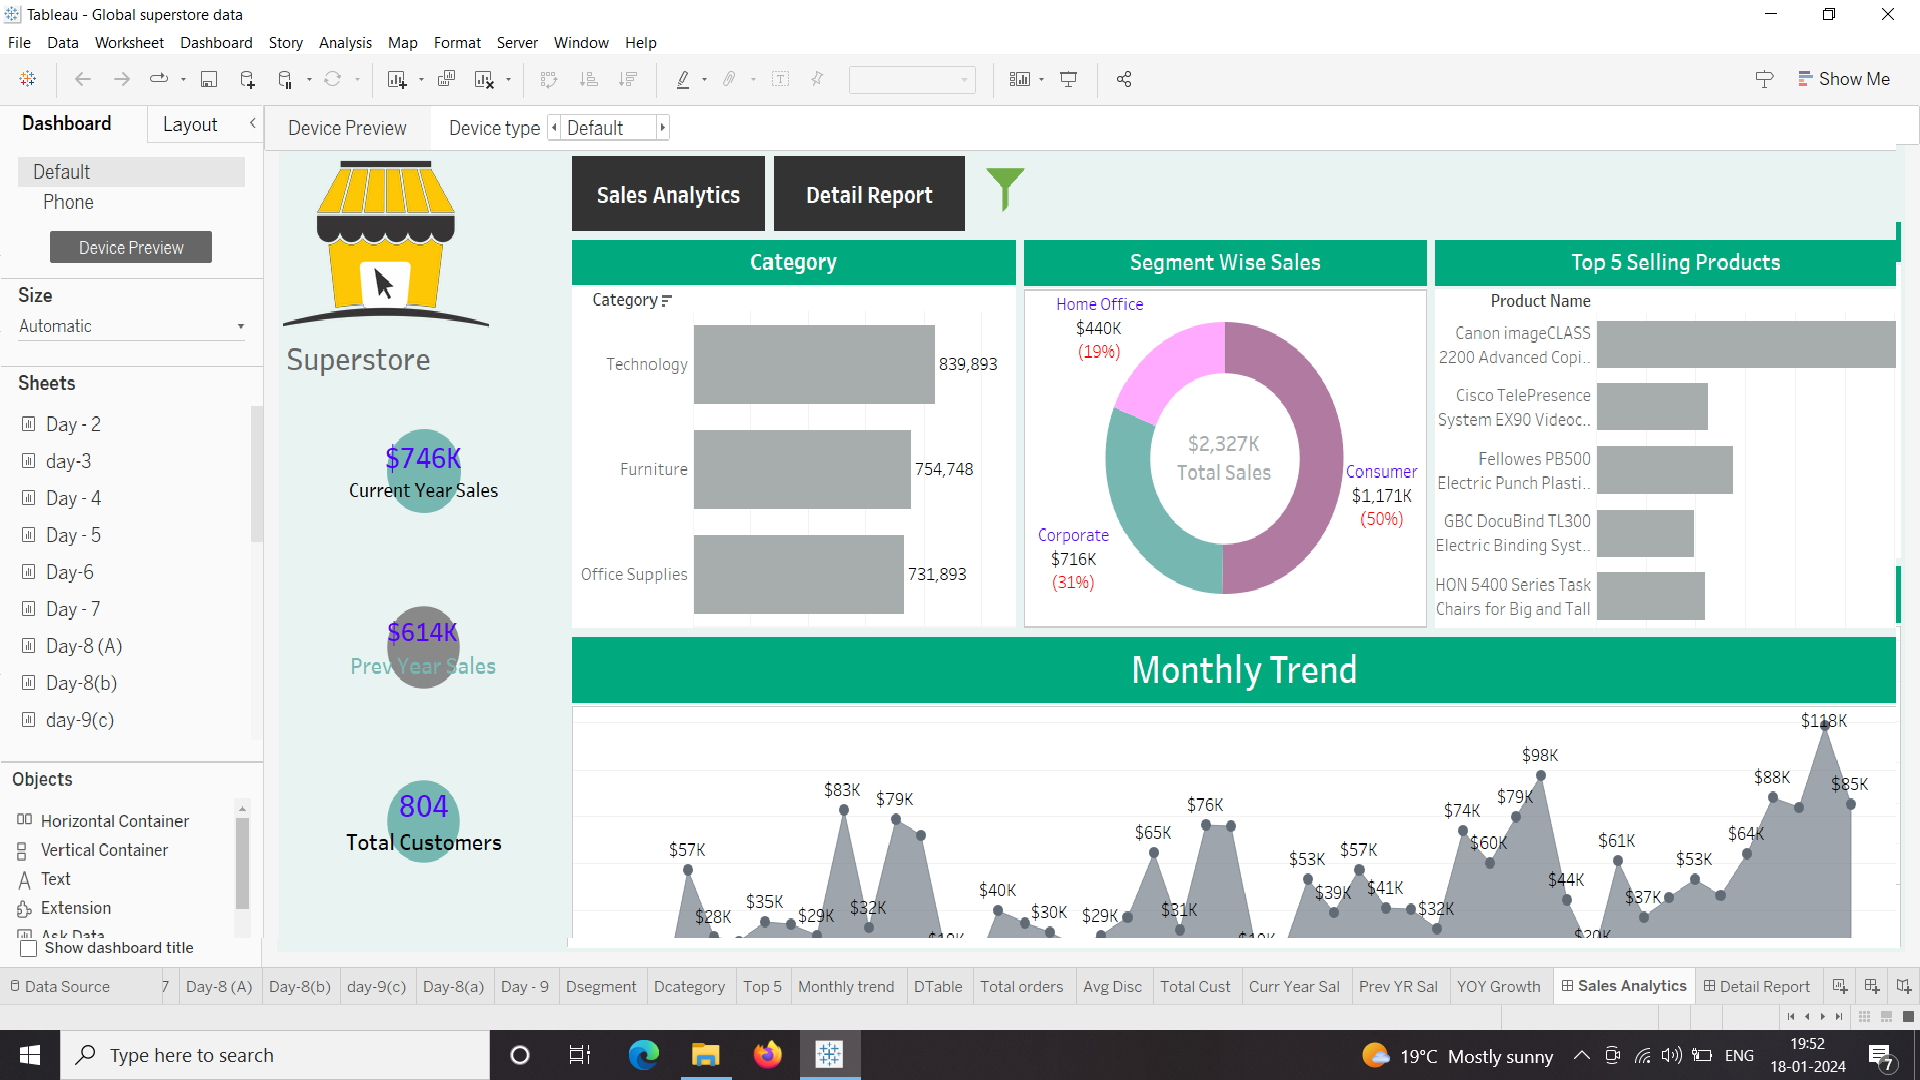 Tableau - Global superstore data
File Data Worksheet Dashboard Story Analysis Map Format Server Window Help
Show Me
Dashboard
Layout
Device Preview
Device type
Default
Default
Phone
Device Preview
Size
Automatic
Sheets
Day - 2
day-3
Day - 4
Day - 5
Day-6
Day - 7
Day-8 (A)
Day-8(b)
day-9(c)
Objects
Horizontal Container
Vertical Container
Text
Extension
Ask Data
Show dashboard title
Superstore
$746K
Current Year Sales
$614K
Prev Year Sales
804
Total Customers
Sales Analytics
Detail Report
Category
Category
Technology
839,893
Furniture
754,748
Office Supplies
731,893
Segment Wise Sales
Home Office
$440K
(19%)
$2,327K
Total Sales
Consumer
$1,171K
(50%)
Corporate
$716K
(31%)
Top 5 Selling Products
Product Name
Canon imageCLASS
2200 Advanced Copi..
Cisco TelePresence
System EX90 Videoc..
Fellowes PB500
Electric Punch Plasti..
GBC DocuBind TL300
Electric Binding Syst..
HON 5400 Series Task
Chairs for Big and Tall
Monthly Trend
$57K
$28K
$35K
$29K
$83K
$32K
$79K
$40K
$30K
$29K
$65K
$31K
$76K
$53K
$39K
$57K
$41K
$32K
$74K
$60K
$79K
$98K
$44K
$20K
$61K
$37K
$53K
$64K
$88K
$118K
$85K
Data Source
7
Day-8 (A)
Day-8(b)
day-9(c)
Day-8(a)
Day - 9
Dsegment
Dcategory
Top 5
Monthly trend
DTable
Total orders
Avg Disc
Total Cust
Curr Year Sal
Prev YR Sal
YOY Growth
Sales Analytics
Detail Report
Type here to search
19°C Mostly sunny
ENG
19:52
18-01-2024
7